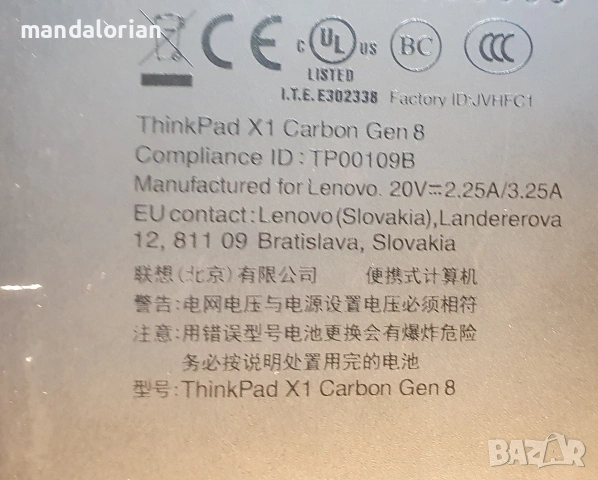 mandalorian
CE c UL US BC CCC
LISTED
I.T.E. E302338 Factory ID:JVHFC1
ThinkPad X1 Carbon Gen 8
Compliance ID : TP00109B
Manufactured for Lenovo. 20V⎓2.25A/3.25A
EU contact : Lenovo (Slovakia), Landererova
12, 811 09 Bratislava, Slovakia
联想 (北京) 有限公司 便携式计算机
警告: 电网电压与电源设置电压必须相符
注意: 用错误型号电池更换会有爆炸危险
务必按说明处置用完的电池
型号: ThinkPad X1 Carbon Gen 8
BAZAR